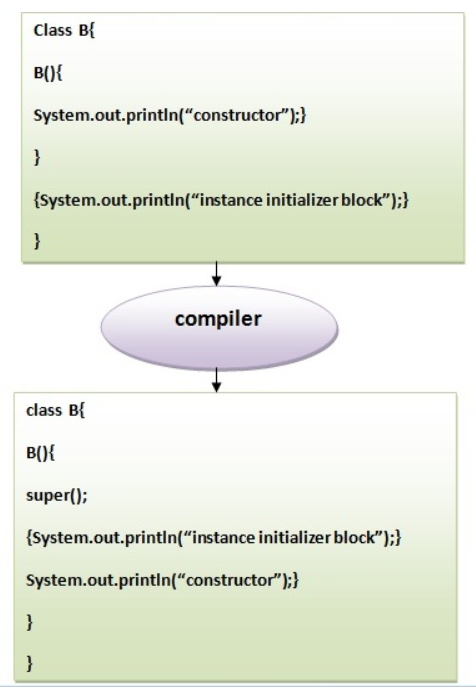 Class B{
B(){
System.out.println(“constructor”);}
}
{System.out.println(“instance initializer block”);}
}
compiler
class B{
B(){
super();
{System.out.println(“instance initializer block”);}
System.out.println(“constructor”);}
}
}